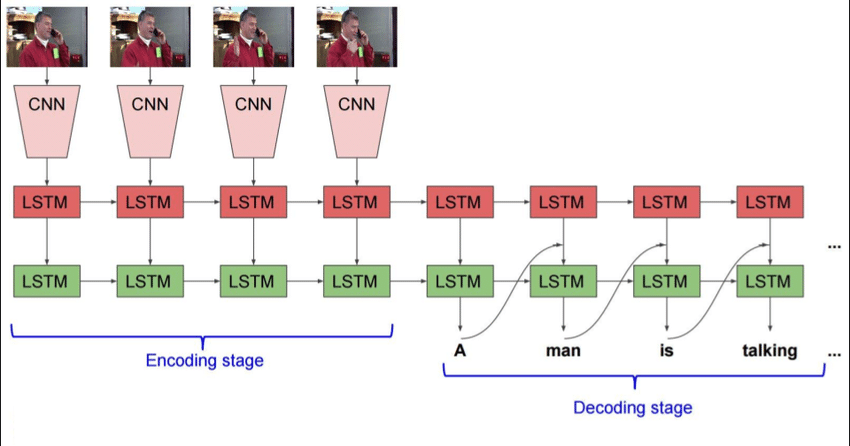 CNN CNN CNN CNN
LSTM LSTM LSTM LSTM LSTM LSTM LSTM LSTM
...
LSTM LSTM LSTM LSTM LSTM LSTM LSTM LSTM
A man is talking ...
Encoding stage
Decoding stage